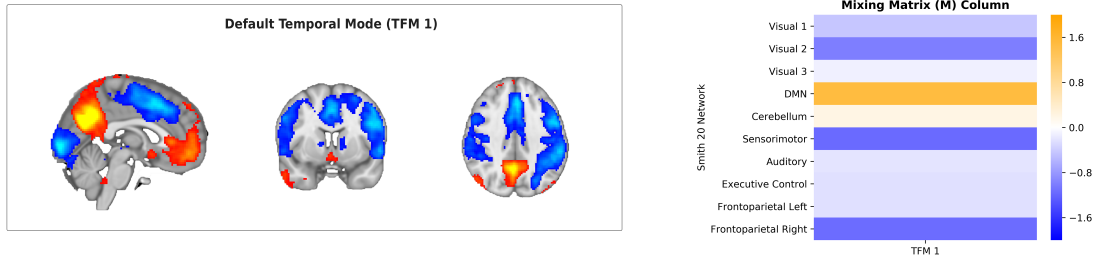 Default Temporal Mode (TFM 1)
Mixing Matrix (M) Column
Smith 20 Network
Visual 1
Visual 2
Visual 3
DMN
Cerebellum
Sensorimotor
Auditory
Executive Control
Frontoparietal Left
Frontoparietal Right
TFM 1
1.6
0.8
0.0
−0.8
−1.6